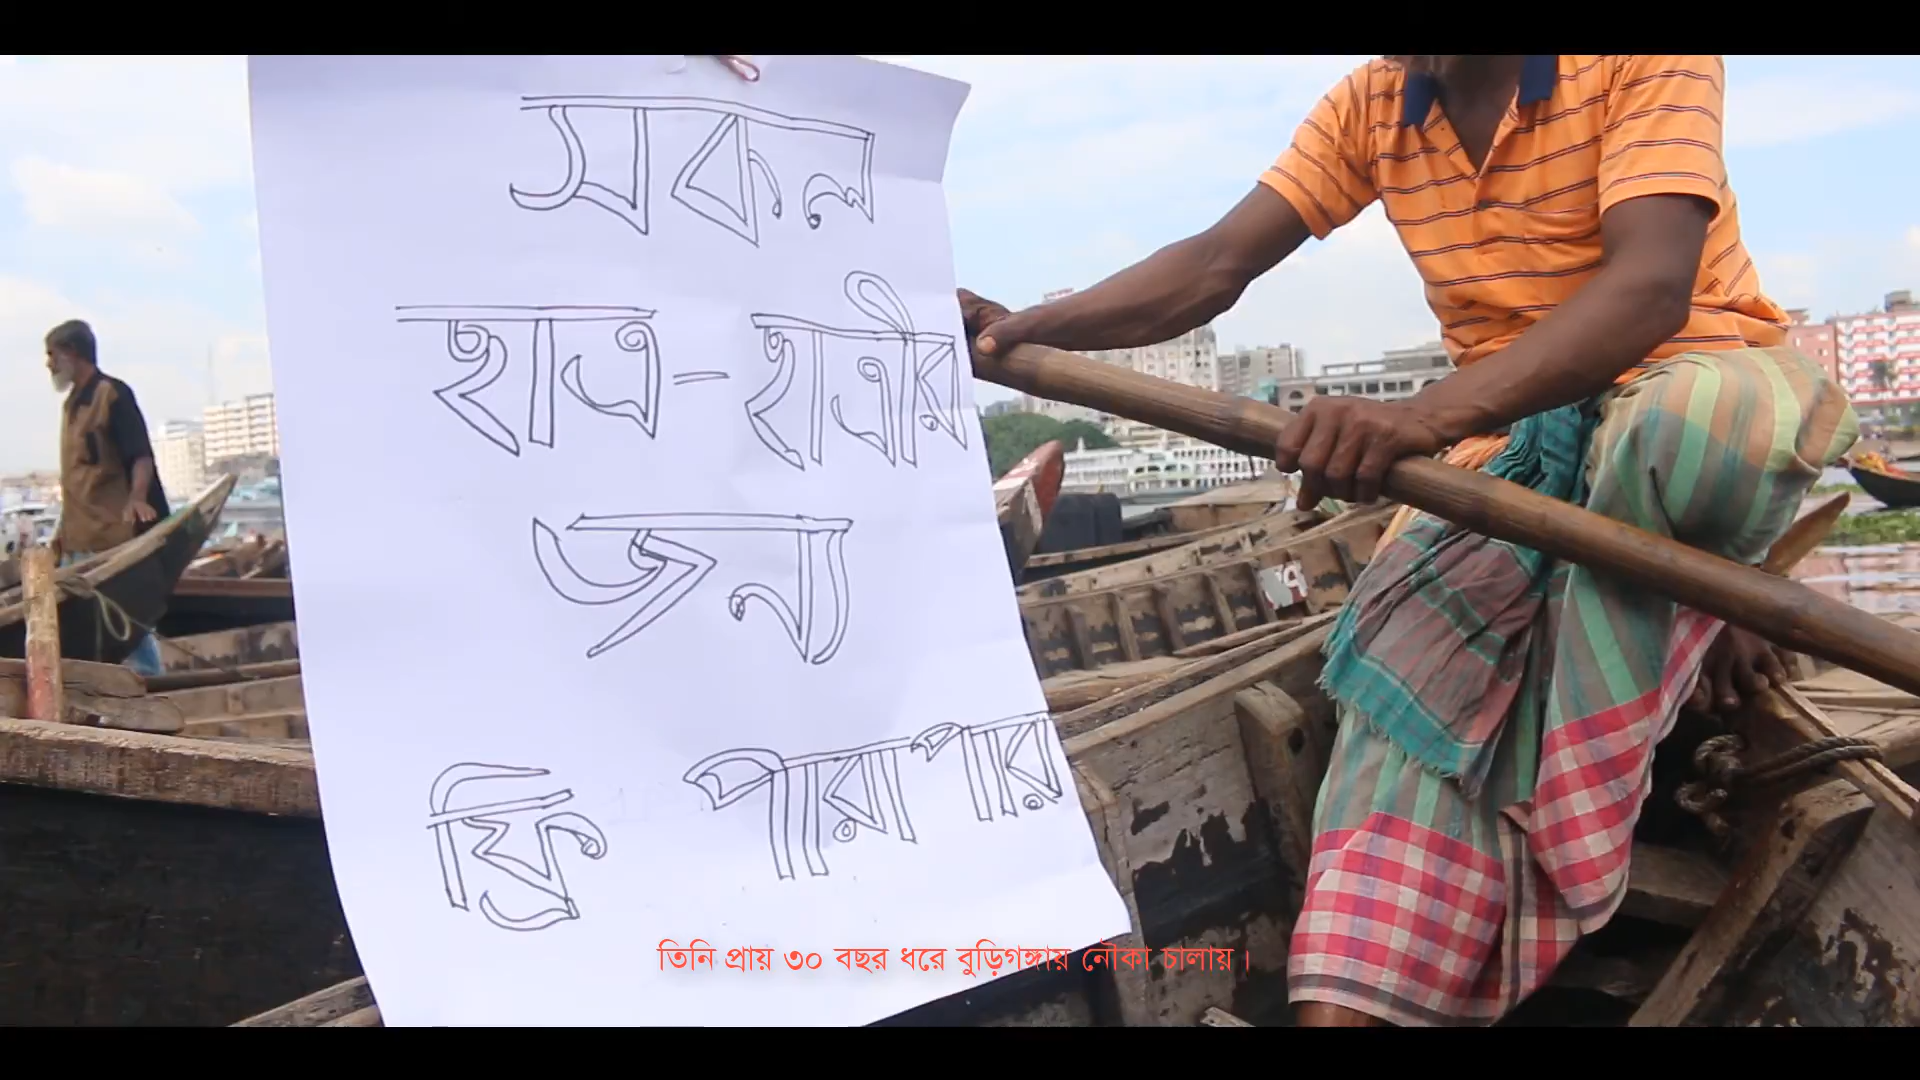 সকল
ছাত্র-ছাত্রীর
জন্য
ফ্রি পারাপার
তিনি প্রায় ৩০ বছর ধরে বুড়িগঙ্গায় নৌকা চালায়।